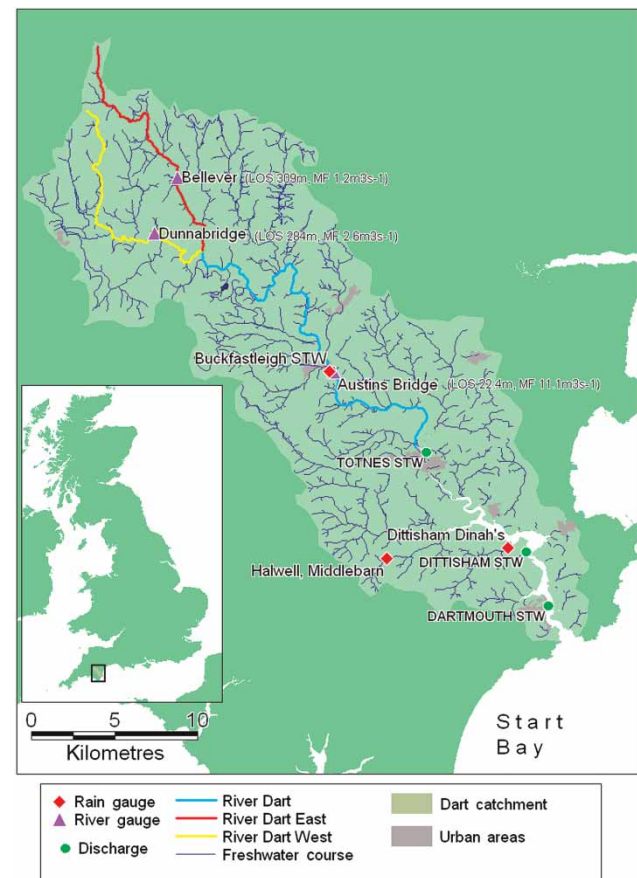 Bellever (LOS 309m, MF 1.2m3s-1)
Dunnabridge (LOS 284m, MF 2.6m3s-1)
Buckfastleigh STW
Austins Bridge (LOS 22.4m, MF 11.1m3s-1)
TOTNES STW
Dittisham Dinah's
DITTISHAM STW
Halwell, Middlebarn
DARTMOUTH STW
0 5 10
Kilometres
Start
Bay
Rain gauge
River gauge
Discharge
River Dart
River Dart East
River Dart West
Freshwater course
Dart catchment
Urban areas